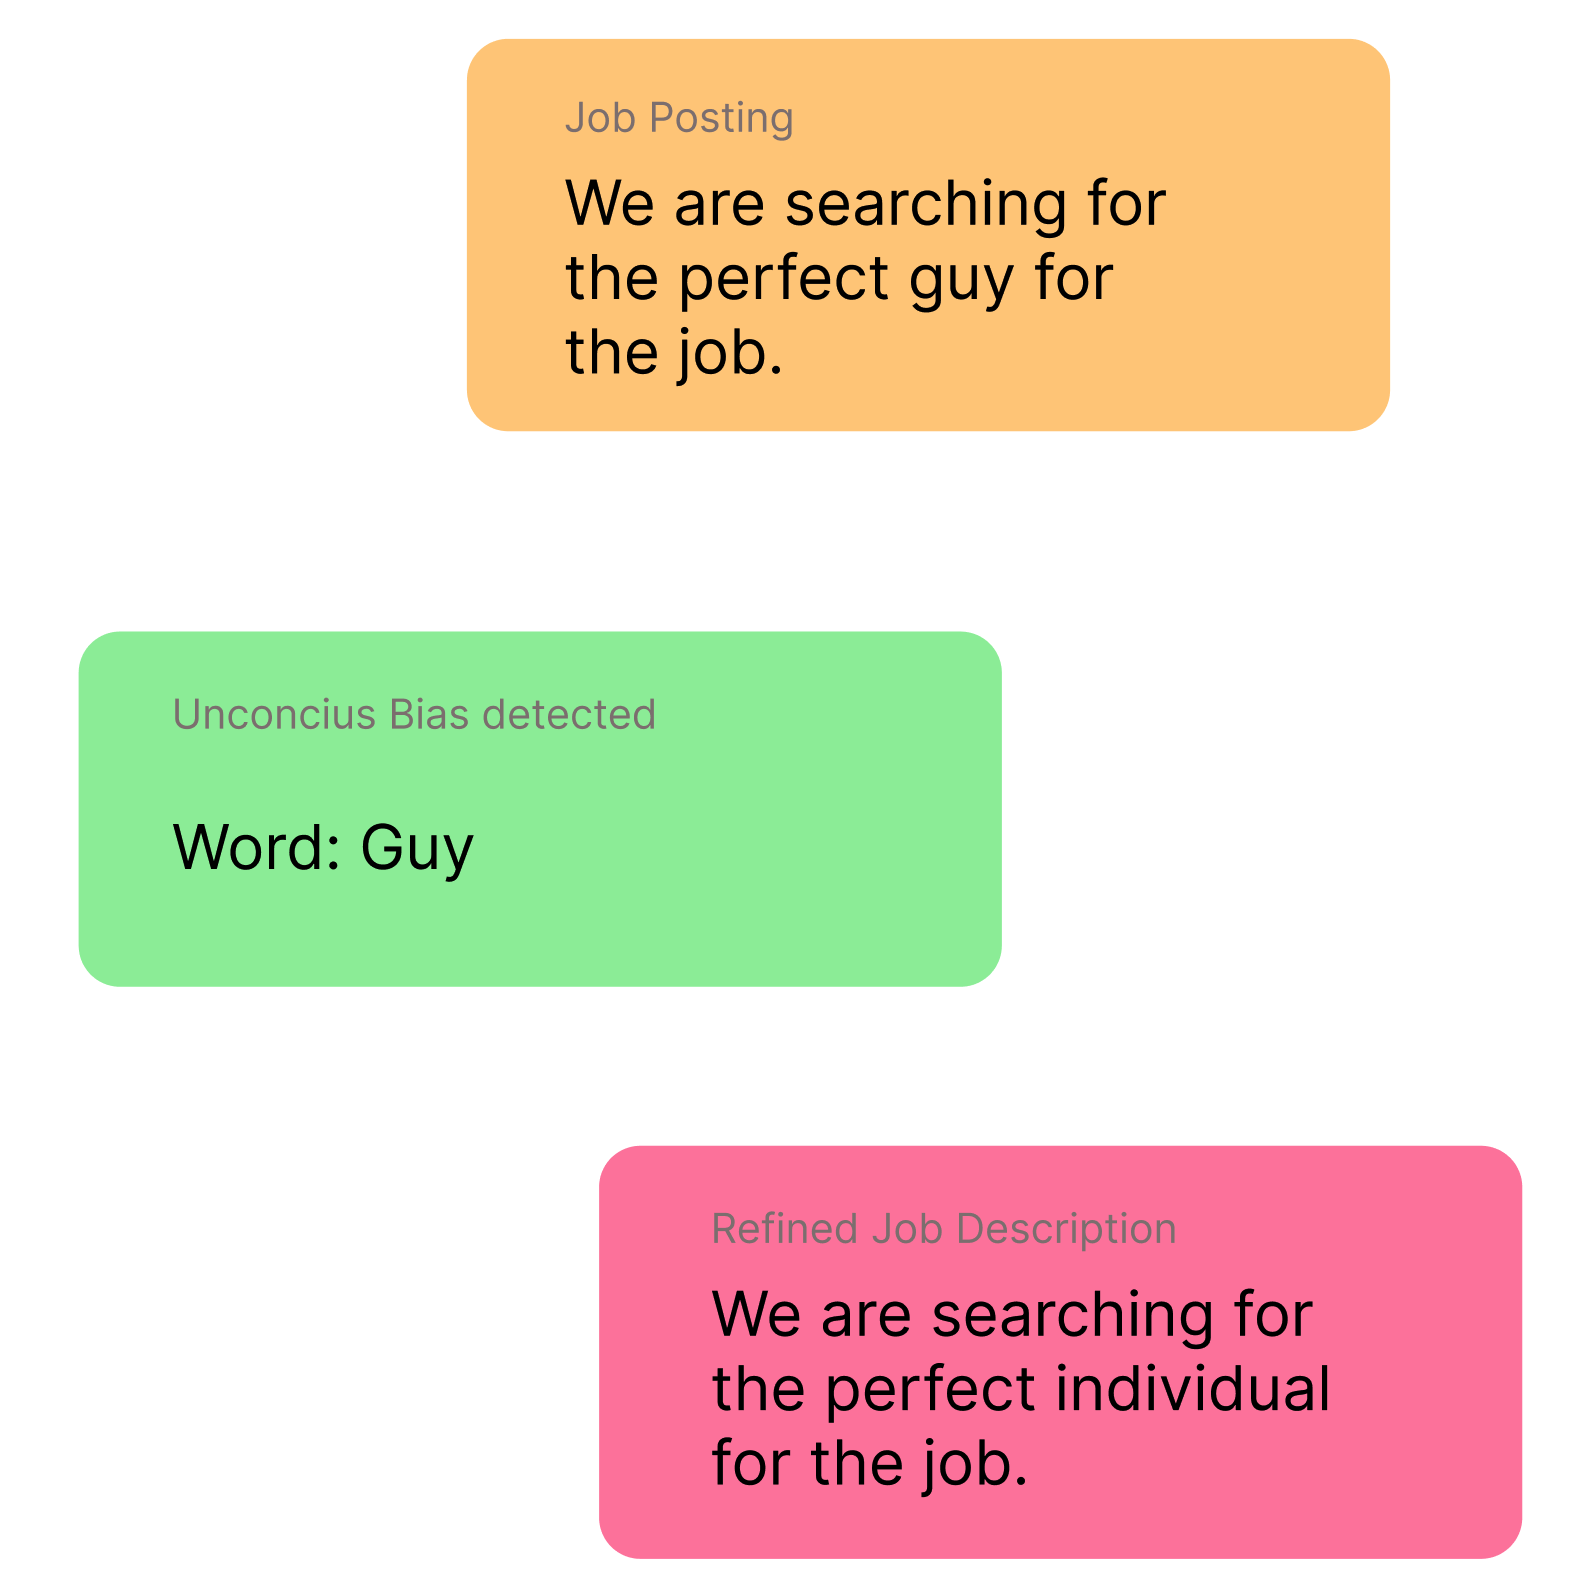 Job Posting
We are searching for
the perfect guy for
the job.
Unconcius Bias detected
Word: Guy
Refined Job Description
We are searching for
the perfect individual
for the job.